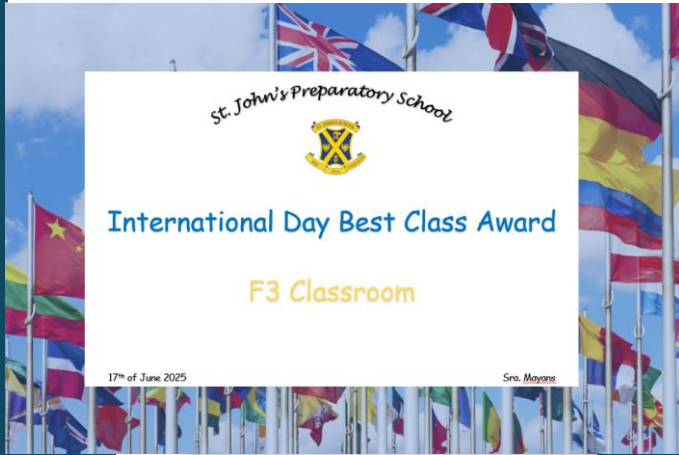 St. John's Preparatory School
International Day Best Class Award
F3 Classroom
17th of June 2025
Sra. Mayans